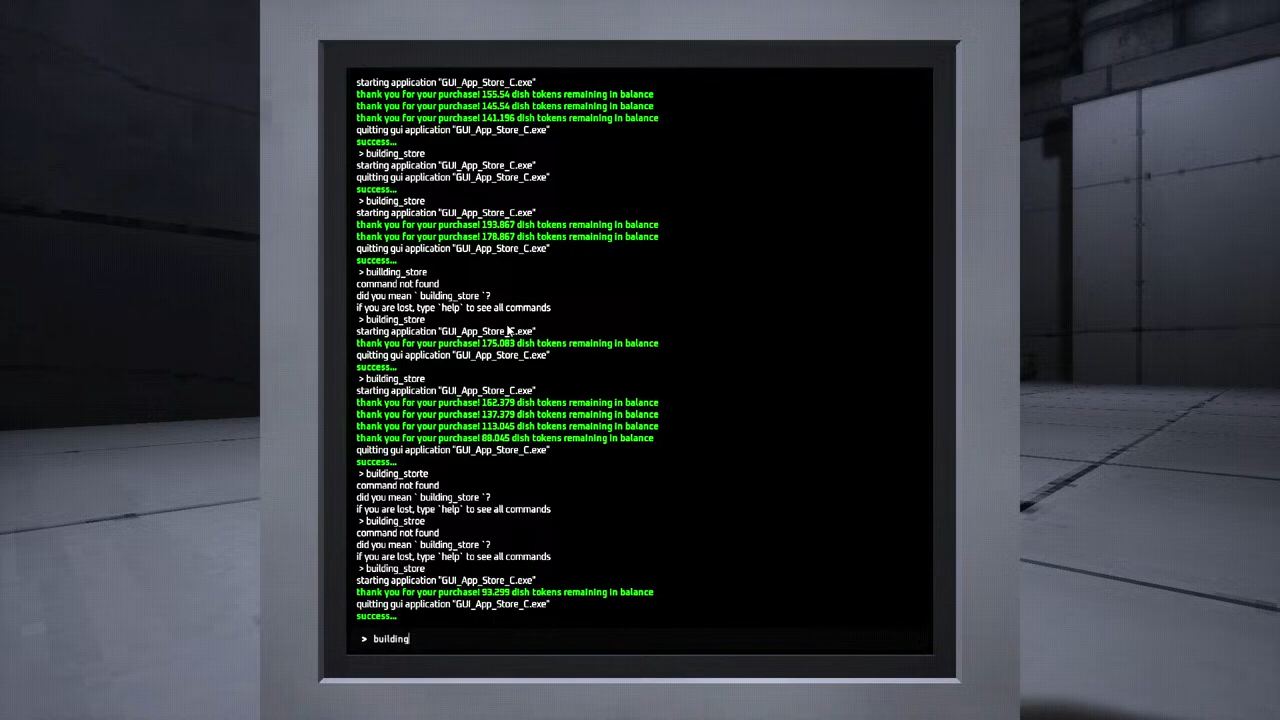 starting application "GUI_App_Store_C.exe"
thank you for your purchase! 155.54 dish tokens remaining in balance
thank you for your purchase! 145.54 dish tokens remaining in balance
thank you for your purchase! 141.196 dish tokens remaining in balance
quitting gui application "GUI_App_Store_C.exe"
success...
> building_store
starting application "GUI_App_Store_C.exe"
quitting gui application "GUI_App_Store_C.exe"
success...
> building_store
starting application "GUI_App_Store_C.exe"
thank you for your purchase! 193.867 dish tokens remaining in balance
thank you for your purchase! 178.867 dish tokens remaining in balance
quitting gui application "GUI_App_Store_C.exe"
success...
> buillding_store
command not found
did you mean ` building_store `?
if you are lost, type `help` to see all commands
> building_store
starting application "GUI_App_Store_C.exe"
thank you for your purchase! 175.083 dish tokens remaining in balance
quitting gui application "GUI_App_Store_C.exe"
success...
> building_store
starting application "GUI_App_Store_C.exe"
thank you for your purchase! 162.379 dish tokens remaining in balance
thank you for your purchase! 137.379 dish tokens remaining in balance
thank you for your purchase! 113.045 dish tokens remaining in balance
thank you for your purchase! 88.045 dish tokens remaining in balance
quitting gui application "GUI_App_Store_C.exe"
success...
> building_storte
command not found
did you mean ` building_store `?
if you are lost, type `help` to see all commands
> building_stroe
command not found
did you mean ` building_store `?
if you are lost, type `help` to see all commands
> building_store
starting application "GUI_App_Store_C.exe"
thank you for your purchase! 93.299 dish tokens remaining in balance
quitting gui application "GUI_App_Store_C.exe"
success...
> building